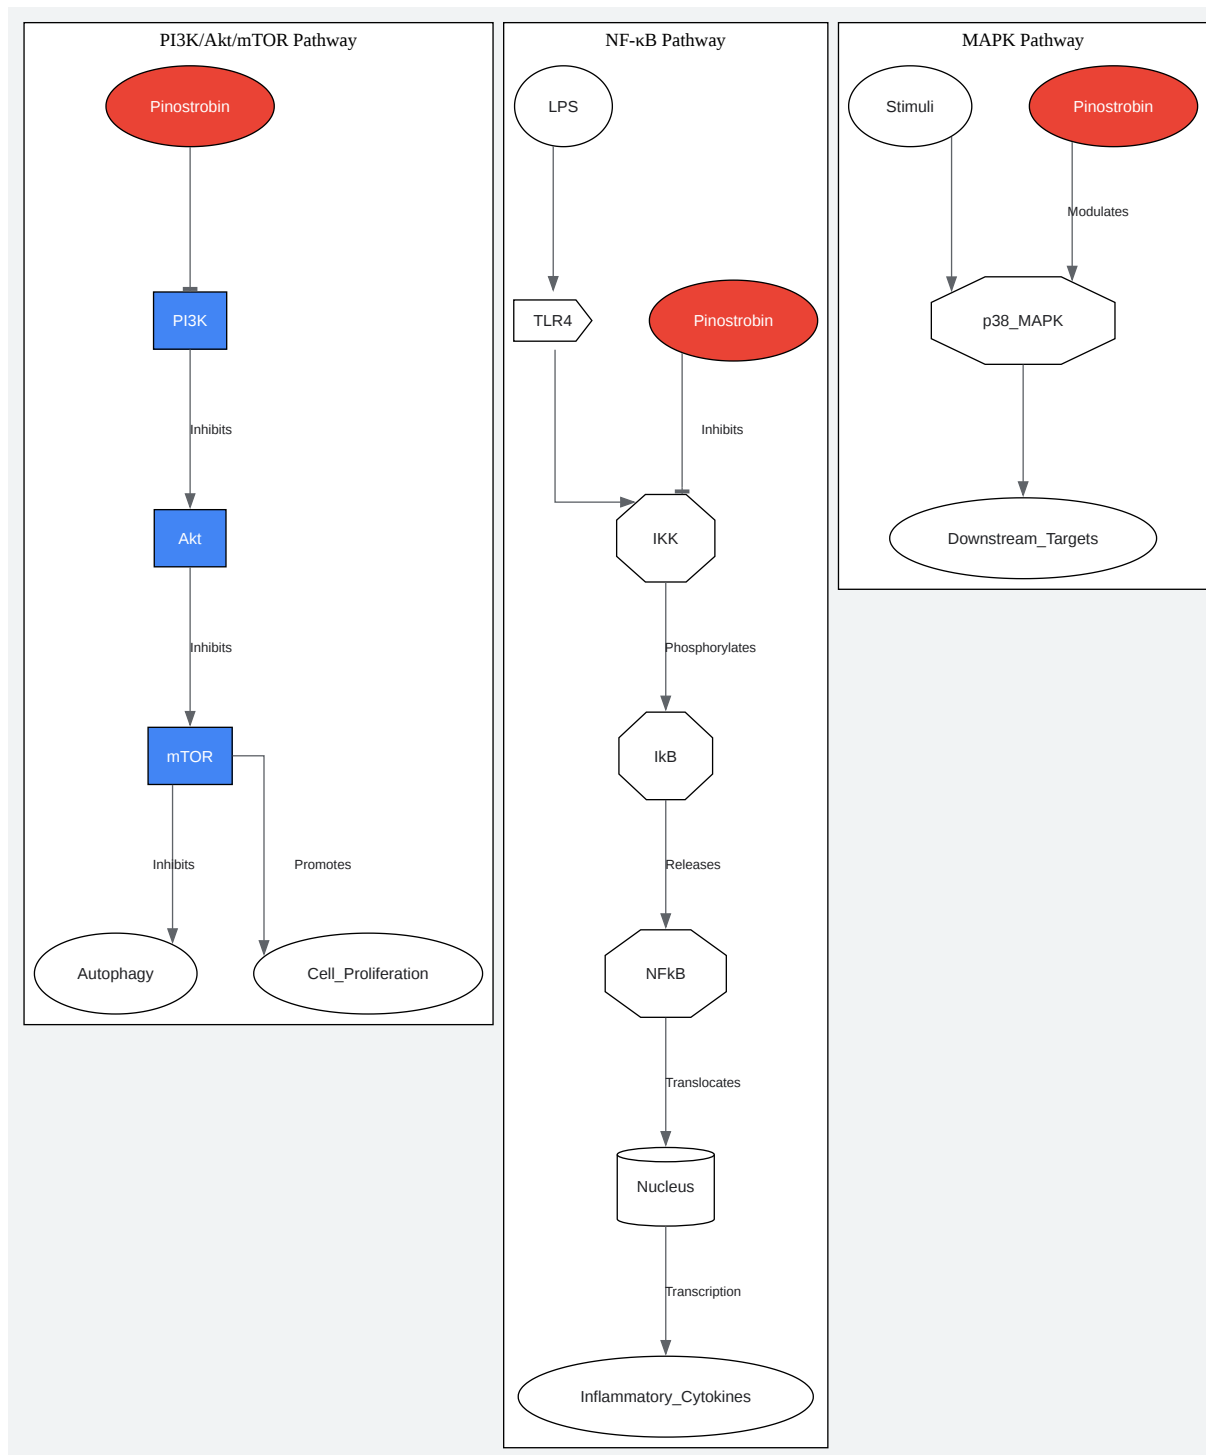 PI3K/Akt/mTOR Pathway
Pinostrobin
PI3K
Inhibits
Akt
Inhibits
mTOR
Inhibits
Promotes
Autophagy
Cell_Proliferation
NF-κB Pathway
LPS
TLR4
Pinostrobin
Inhibits
IKK
Phosphorylates
IkB
Releases
NFkB
Translocates
Nucleus
Transcription
Inflammatory_Cytokines
MAPK Pathway
Stimuli
Pinostrobin
Modulates
p38_MAPK
Downstream_Targets